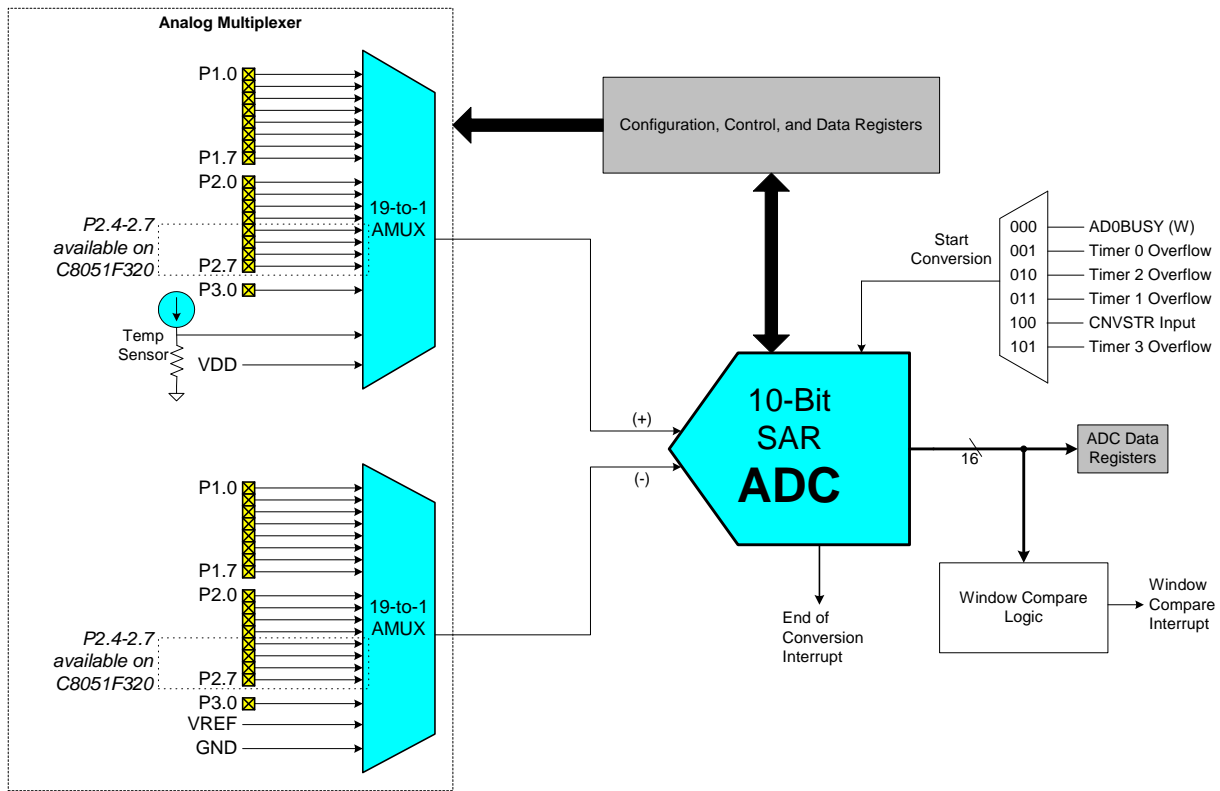 Analog Multiplexer
P1.0
P1.7
P2.0
P2.4-2.7
available on
C8051F320
P2.7
P3.0
Temp
Sensor
VDD
19-to-1
AMUX
Configuration, Control, and Data Registers
Start
Conversion
000
AD0BUSY (W)
001
Timer 0 Overflow
010
Timer 2 Overflow
011
Timer 1 Overflow
100
CNVSTR Input
101
Timer 3 Overflow
(+)
(-)
10-Bit
SAR
ADC
16
ADC Data
Registers
End of
Conversion
Interrupt
Window Compare
Logic
Window
Compare
Interrupt
P1.0
P1.7
P2.0
P2.4-2.7
available on
C8051F320
P2.7
P3.0
VREF
GND
19-to-1
AMUX